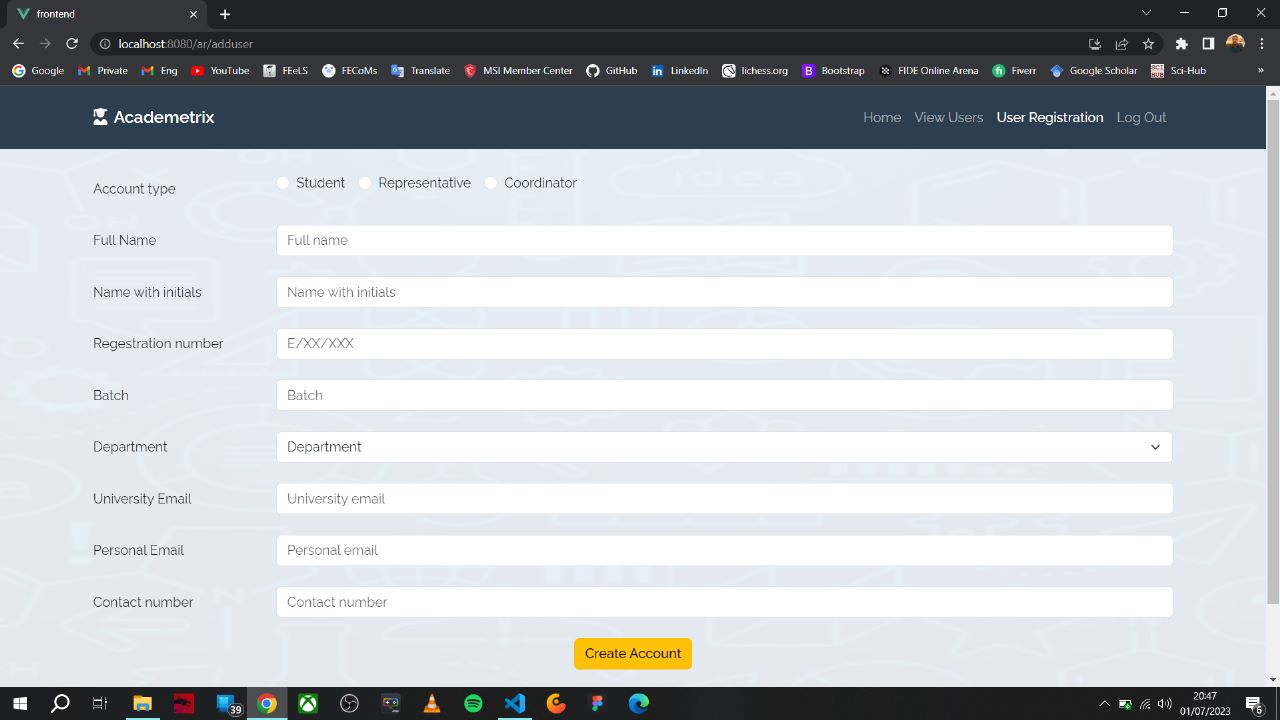 frontend
localhost:8080/ar/adduser
Google Private Eng YouTube FEeLS FECoMs Translate MSI Member Center GitHub LinkedIn lichess.org Bootstrap FIDE Online Arena Fiverr Google Scholar Sci-Hub »
Academetrix Home View Users User Registration Log Out
Account type Student Representative Coordinator
Full Name Full name
Name with initials Name with initials
Regestration number E/XX/XXX
Batch Batch
Department Department
University Email University email
Personal Email Personal email
Contact number Contact number
Create Account
39
20:47
01/07/2023
6